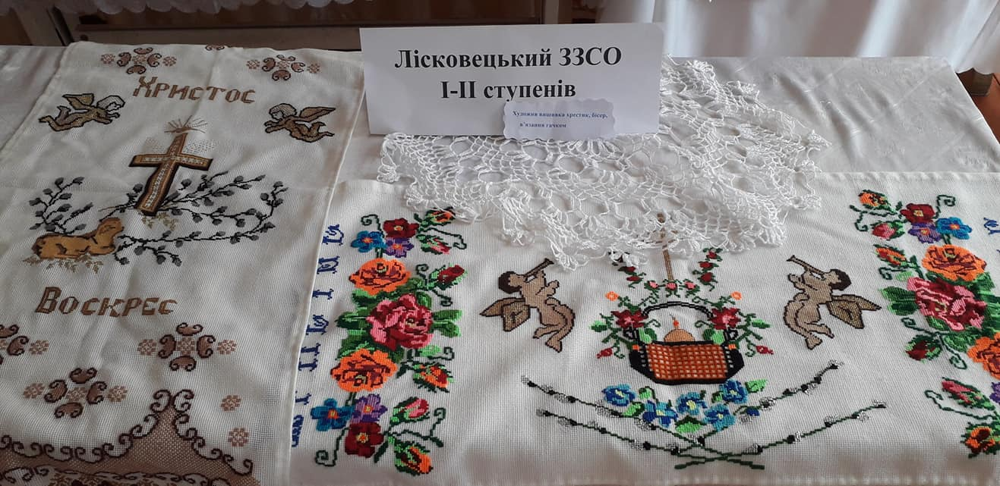 Лісковецький ЗЗСО
І-ІІ ступенів
Художня вишивка хрестик, бісер,
в'язання гачком
Христос
Воскрес